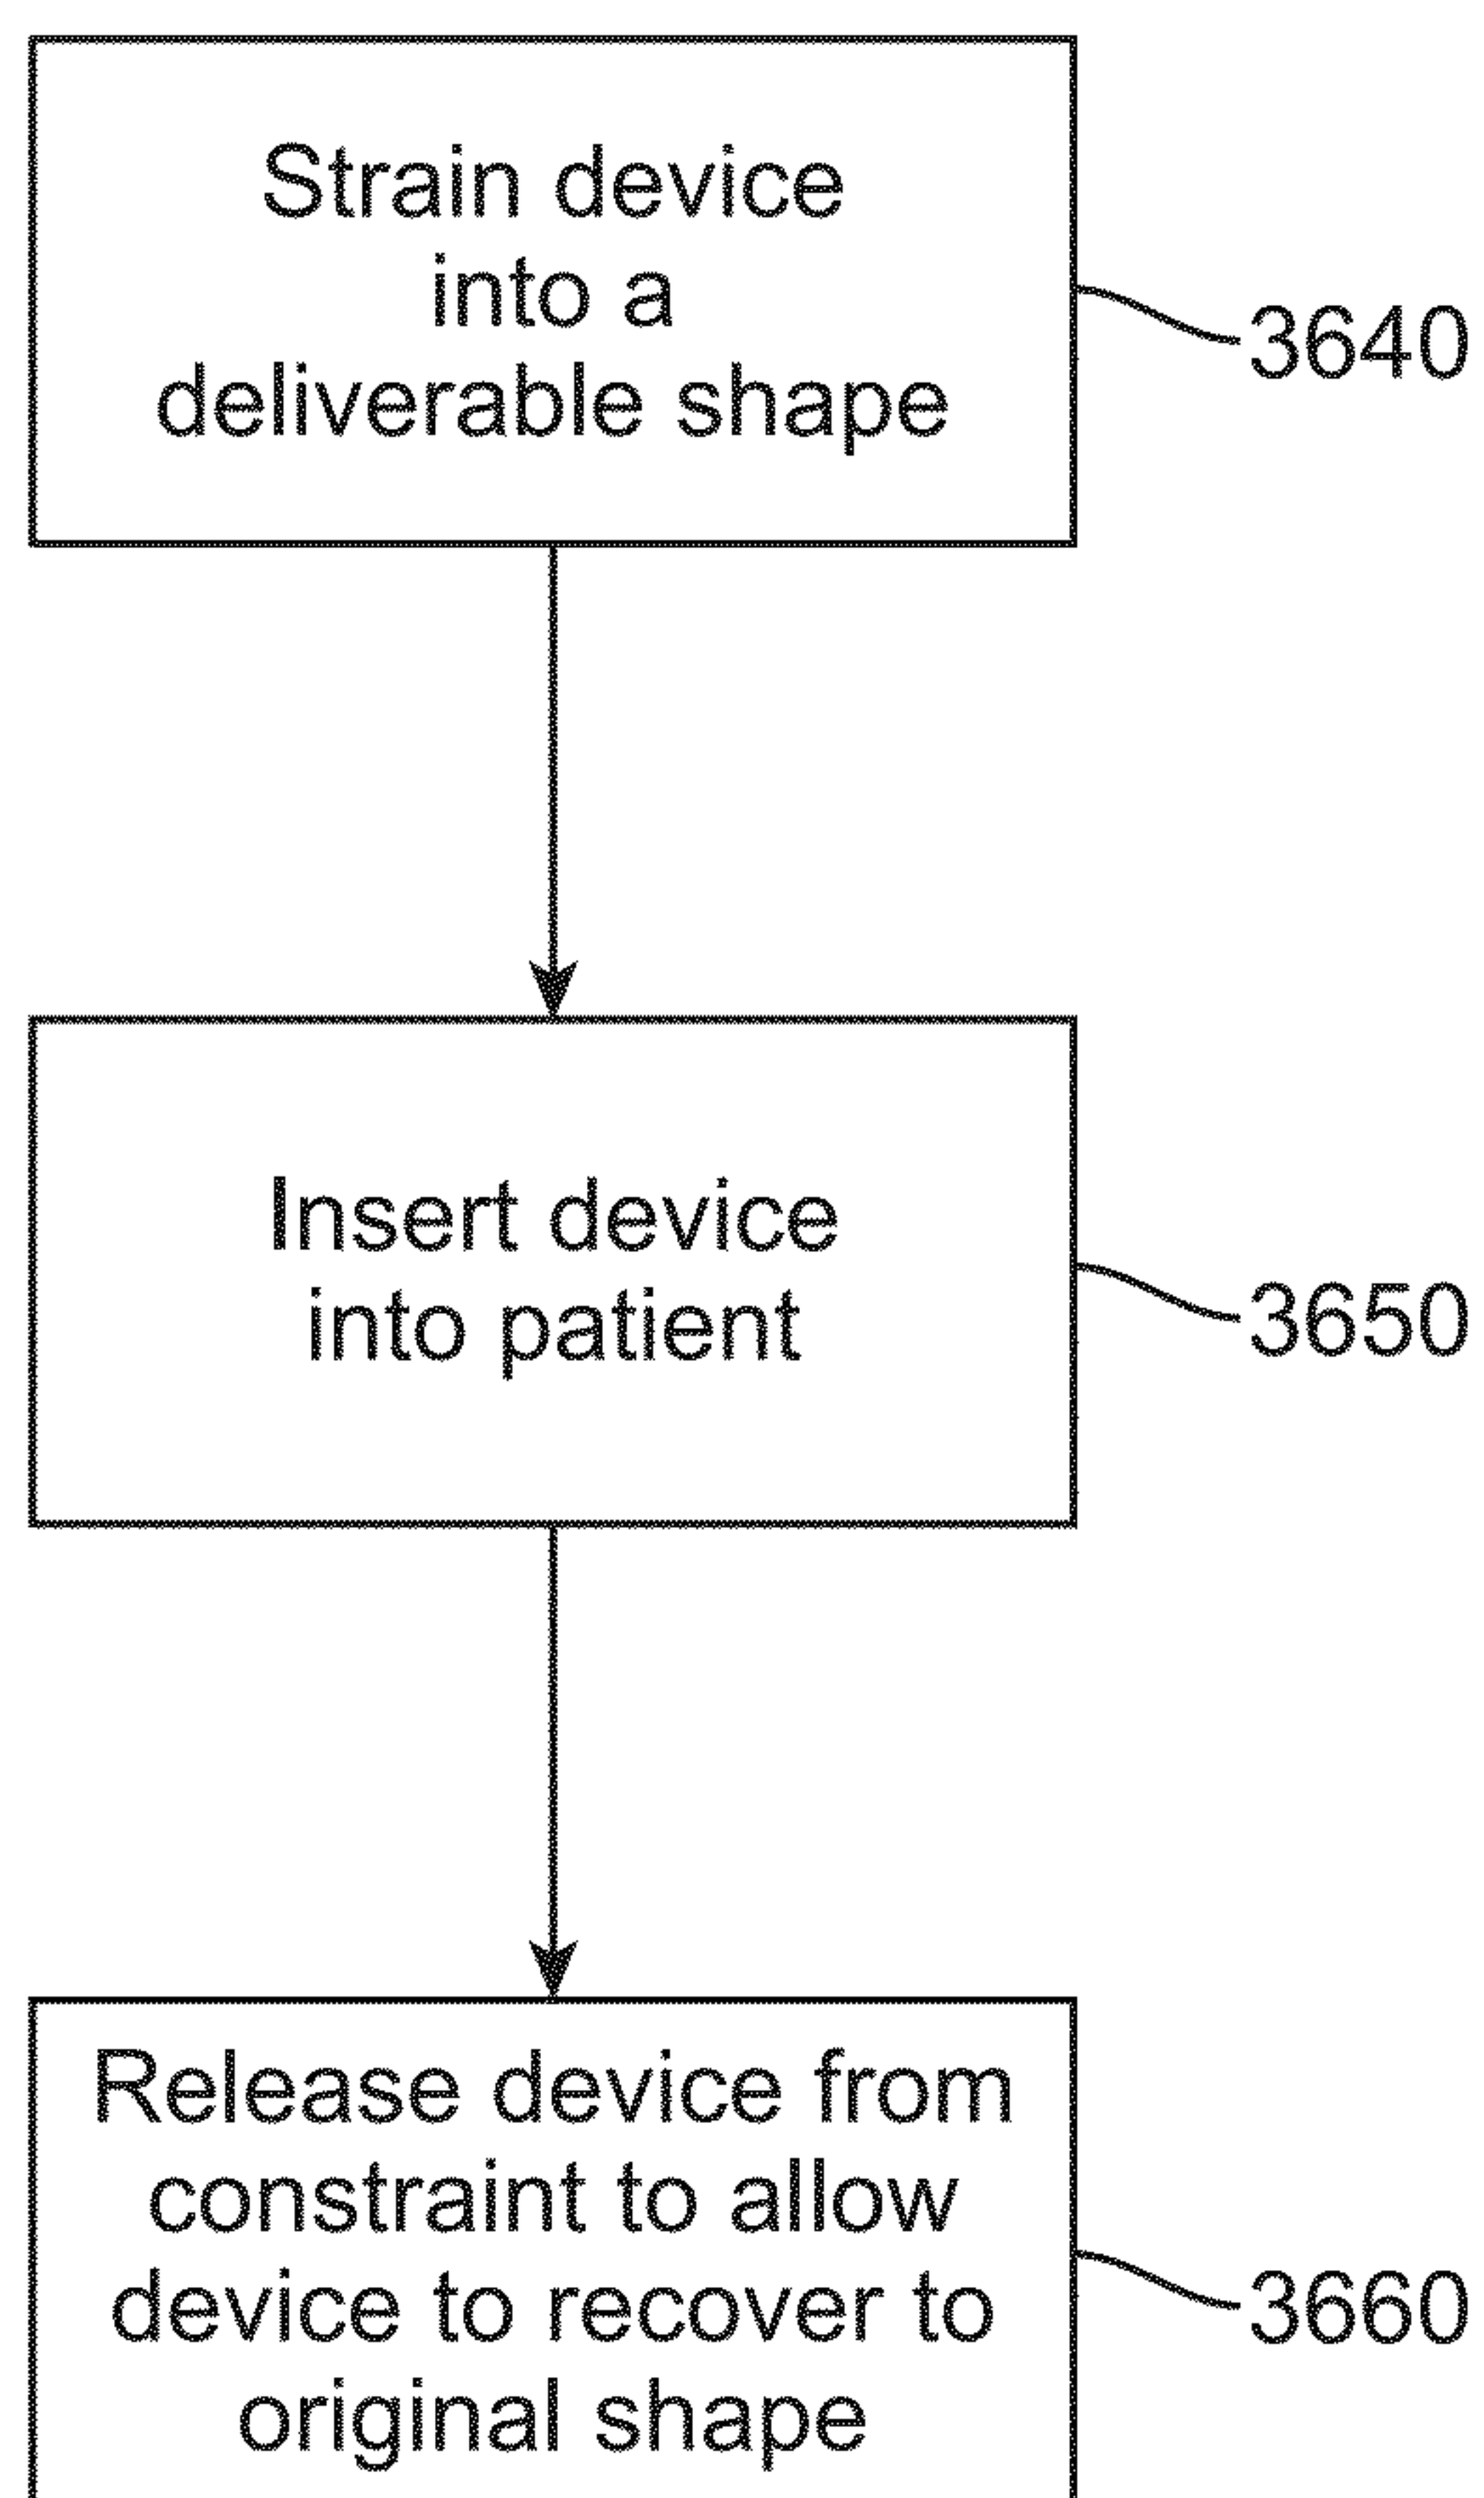 Strain device
into a
deliverable shape
3640
Insert device
into patient
3650
Release device from
constraint to allow
device to recover to
original shape
3660